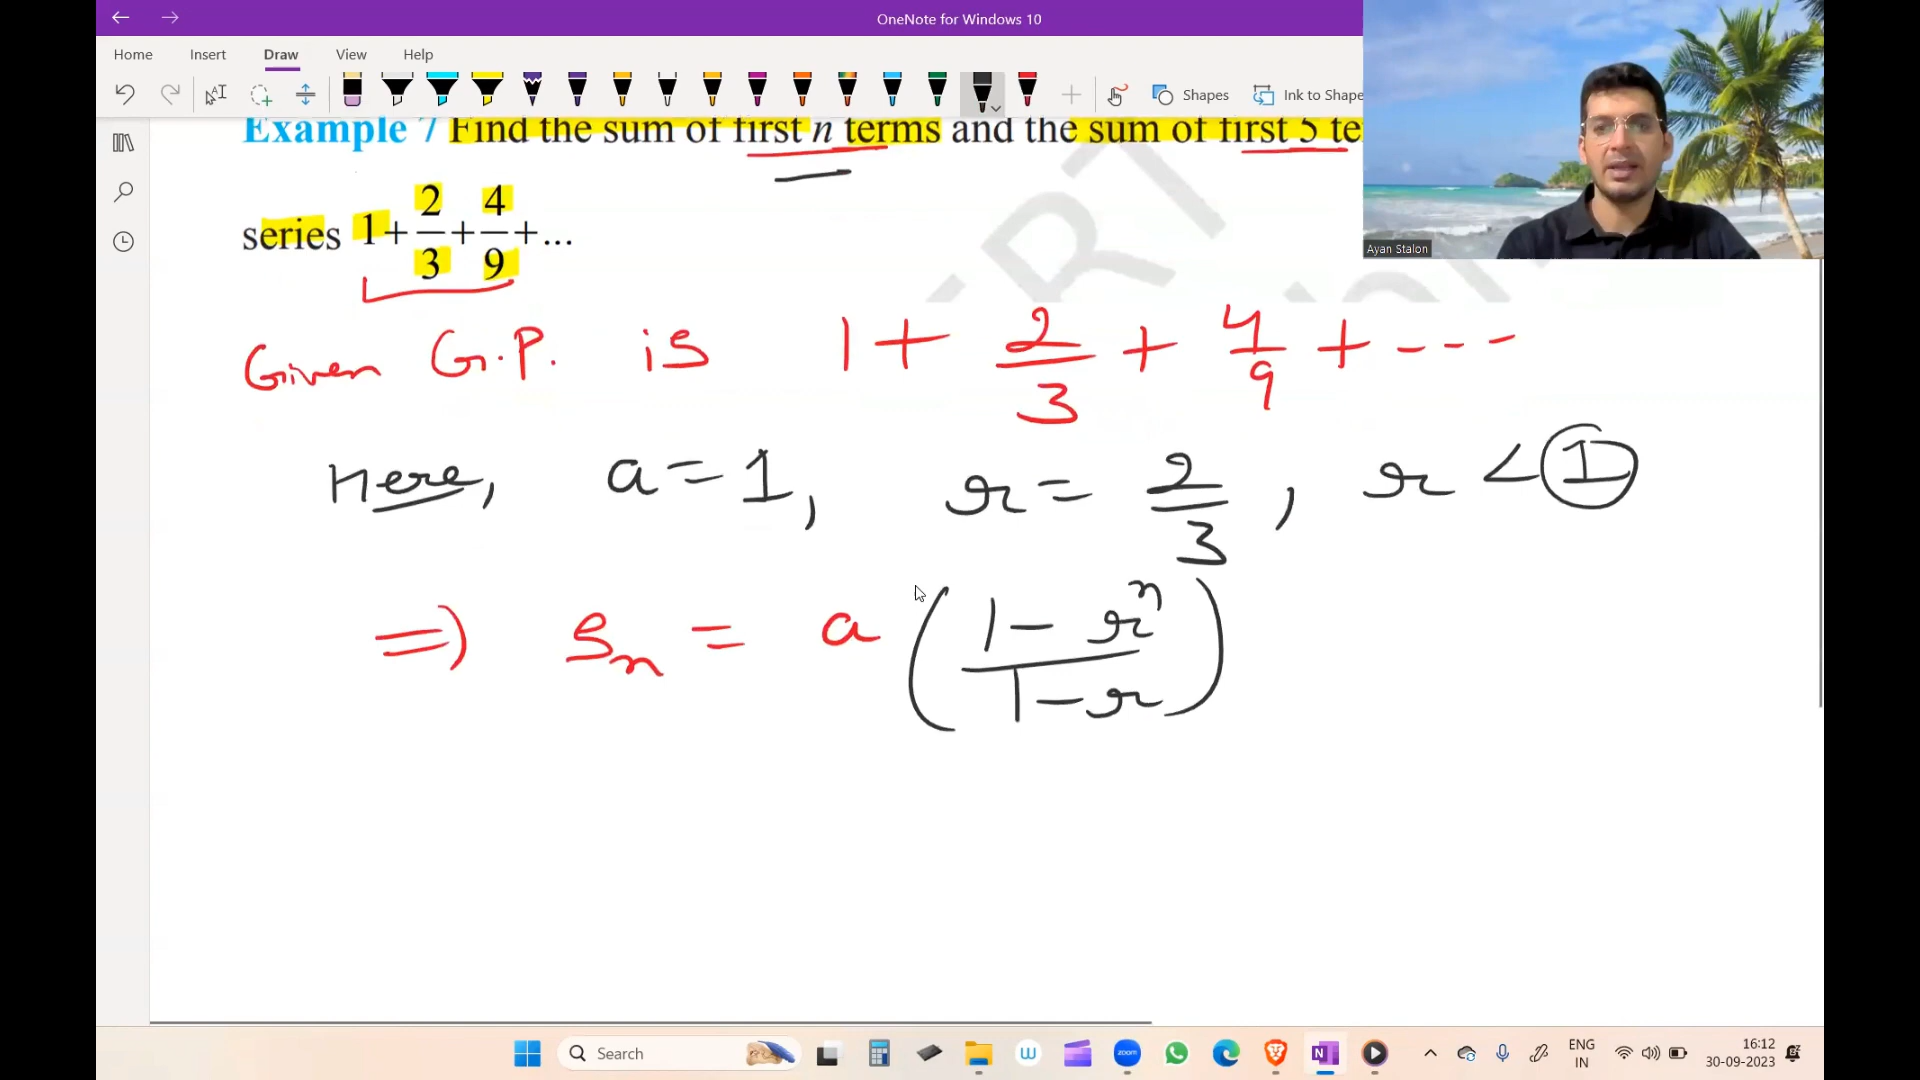 OneNote for Windows 10
Home Insert Draw View Help
Shapes Ink to Shape
Example 7 Find the sum of first n terms and the sum of first 5 te
series 1+2/3+4/9+...
Ayan Stalon
Given G.P. is 1 + 2/3 + 4/9 + ----
Here, a = 1, r = 2/3, r < 1
=> Sn = a (1 - r^n / 1 - r)
Search
ENG
IN
16:12
30-09-2023